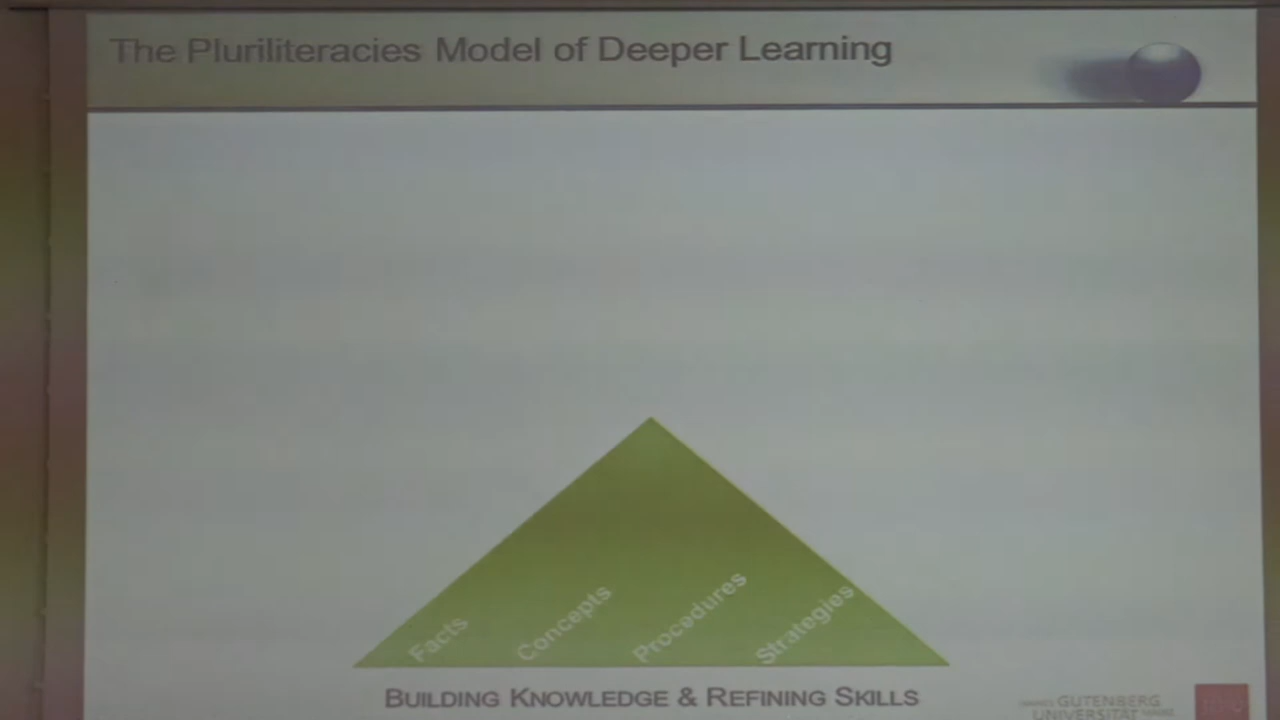 The Pluriliteracies Model of Deeper Learning
Facts
Concepts
Procedures
Strategies
BUILDING KNOWLEDGE & REFINING SKILLS
GUTENBERG
UNIVERSITÄT